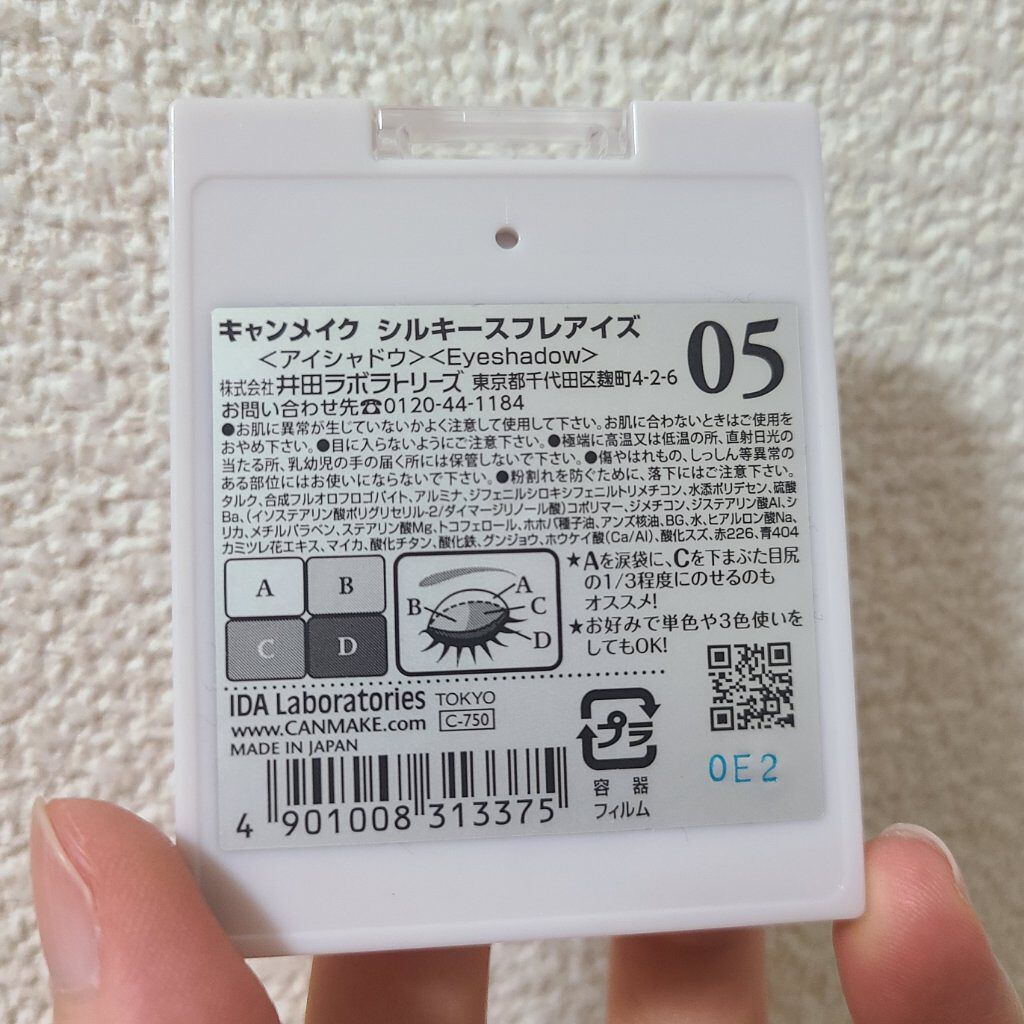 キャンメイク シルキースフレアイズ
<アイシャドウ><Eyeshadow>
05
株式会社 井田ラボラトリーズ 東京都千代田区麹町4-2-6
お問い合わせ先☎0120-44-1184
●お肌に異常が生じていないかよく注意して使用して下さい。お肌に合わないときはご使用を
おやめ下さい。●目に入らないようにご注意下さい。●極端に高温又は低温の所、直射日光の
当たる所、乳幼児の手の届く所には保管しないで下さい。●傷やはれもの、しっしん等異常の
ある部位にはお使いにならないで下さい。●粉割れを防ぐために、落下にはご注意下さい。
タルク、合成フルオロフロゴパイト、アルミナ、ジフェニルシロキシフェニルトリメチコン、水添ポリデセン、硫酸
Ba、(イソステアリン酸ポリグリセリル-2/ダイマージリノール酸)コポリマー、ジメチコン、ジステアリン酸Al、シ
リカ、メチルパラベン、ステアリン酸Mg、トコフェロール、ホホバ種子油、アンズ核油、BG、水、ヒアルロン酸Na、
カミツレ花エキス、マイカ、酸化チタン、酸化鉄、グンジョウ、ホウケイ酸(Ca/Al)、酸化スズ、赤226、青404
A B
C D
A
B C
D
★Aを涙袋に、Cを下まぶた目尻
の1/3程度にのせるのも
オススメ!
★お好みで単色や3色使いを
してもOK!
IDA Laboratories TOKYO
www.CANMAKE.com C-750
MADE IN JAPAN
4 901008 313375
プラ
容器
フィルム
0E2